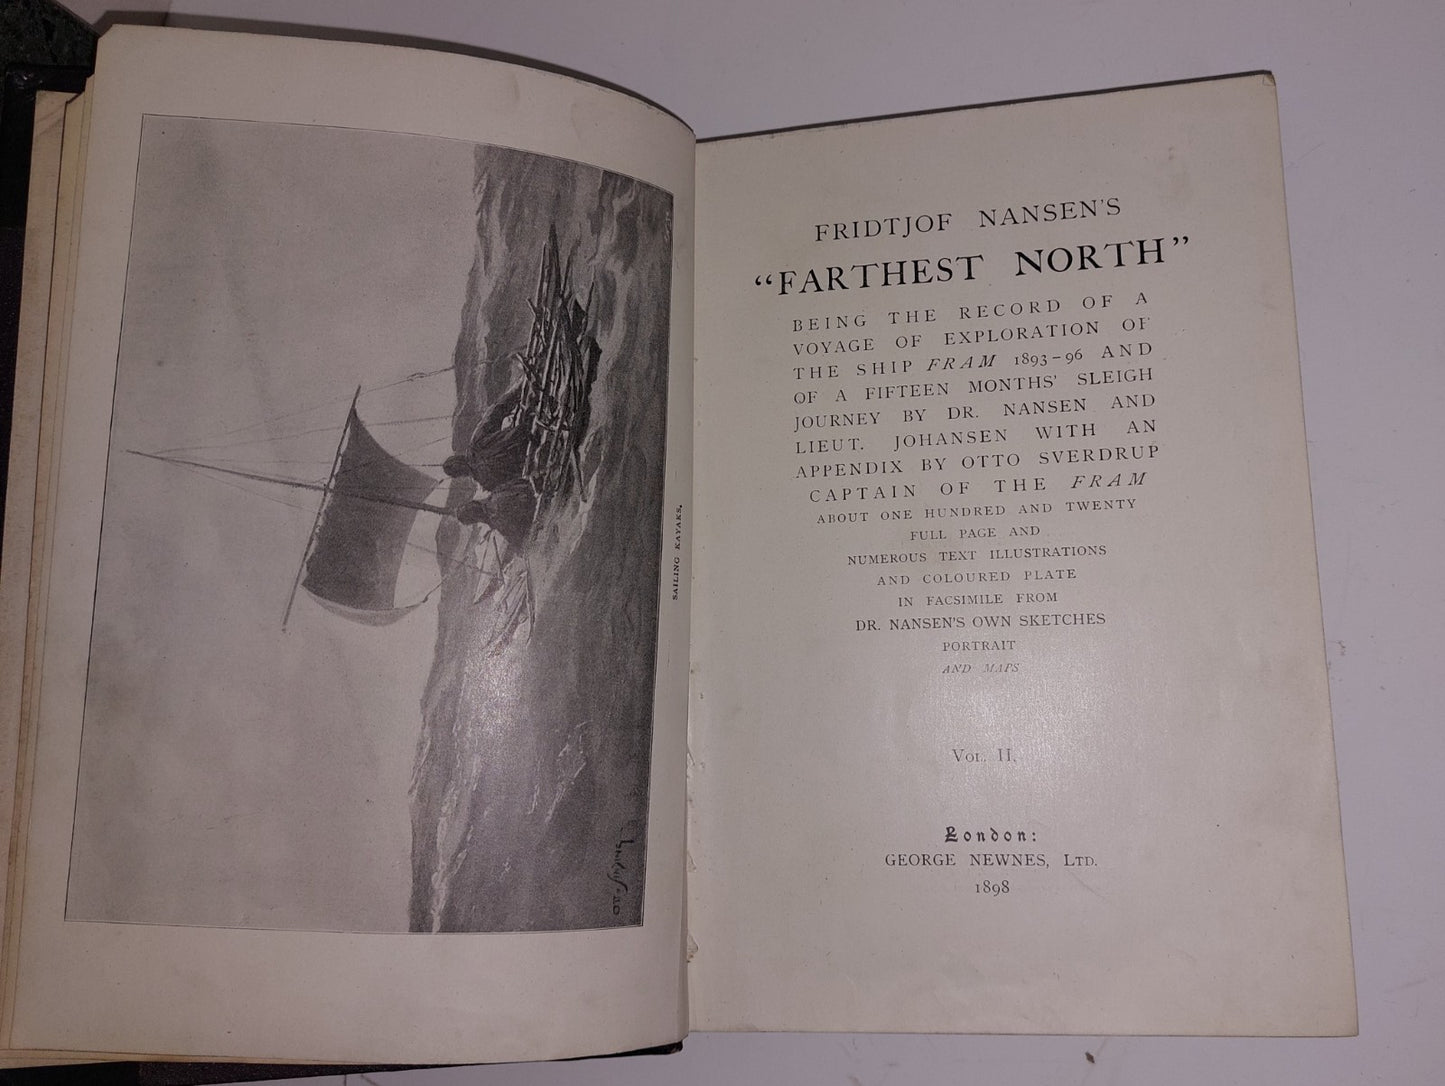 SAILING KAYAKS.
FRIDTJOF NANSEN'S
“FARTHEST NORTH”
BEING THE RECORD OF A
VOYAGE OF EXPLORATION OF
THE SHIP FRAM 1893–96 AND
OF A FIFTEEN MONTHS' SLEIGH
JOURNEY BY DR. NANSEN AND
LIEUT. JOHANSEN WITH AN
APPENDIX BY OTTO SVERDRUP
CAPTAIN OF THE FRAM
ABOUT ONE HUNDRED AND TWENTY
FULL PAGE AND
NUMEROUS TEXT ILLUSTRATIONS
AND COLOURED PLATE
IN FACSIMILE FROM
DR. NANSEN'S OWN SKETCHES
PORTRAIT
AND MAPS
VOL. II.
London:
GEORGE NEWNES, LTD.
1898